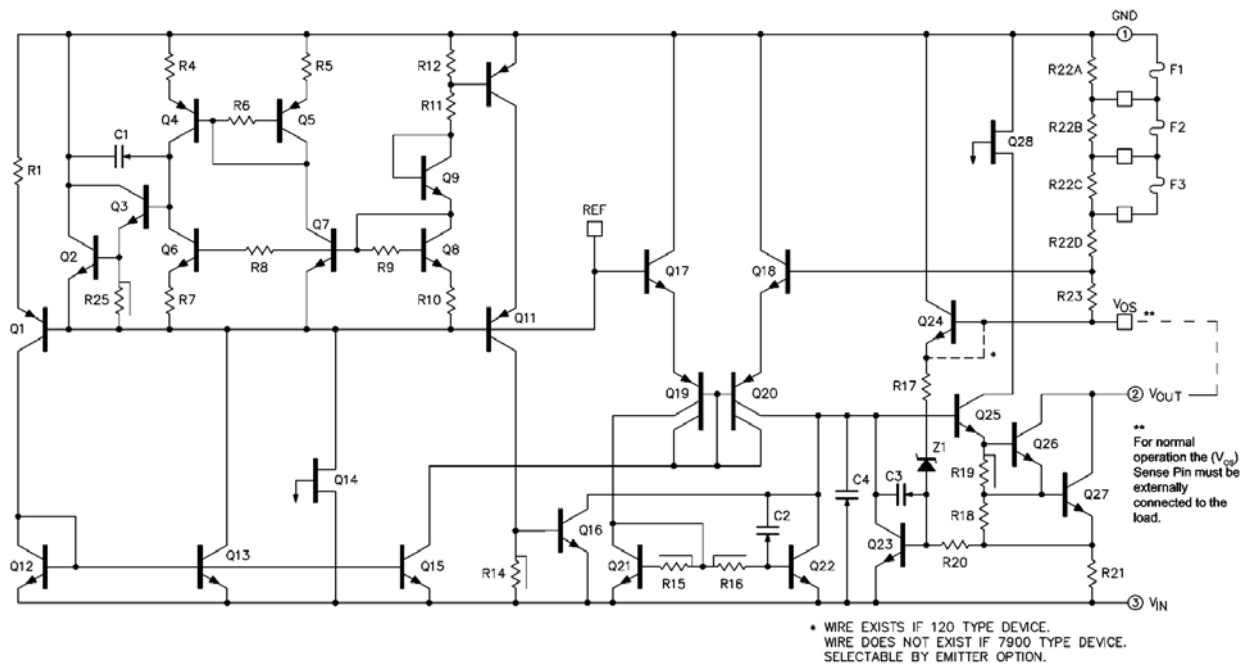 GND
1
R4
R5
R12
R22A
F1
R6
R11
Q4
Q5
C1
R22B
F2
Q28
R1
Q9
Q3
R22C
F3
REF
Q7
Q6
Q8
Q2
R8
R9
Q17
Q18
R22D
R25
R7
R10
R23
VOS
**
Q1
Q11
Q24
*
R17
Q19
Q20
2 VOUT
Q25
Q26
**
For normal
operation the (VOS)
Sense Pin must be
externally
connected to the
load.
Z1
R19
Q14
C4
C3
Q27
R18
Q16
C2
Q12
Q13
Q15
R14
Q21
R15
R16
Q22
Q23
R20
R21
3 VIN
* WIRE EXISTS IF 120 TYPE DEVICE.
WIRE DOES NOT EXIST IF 7900 TYPE DEVICE.
SELECTABLE BY EMITTER OPTION.